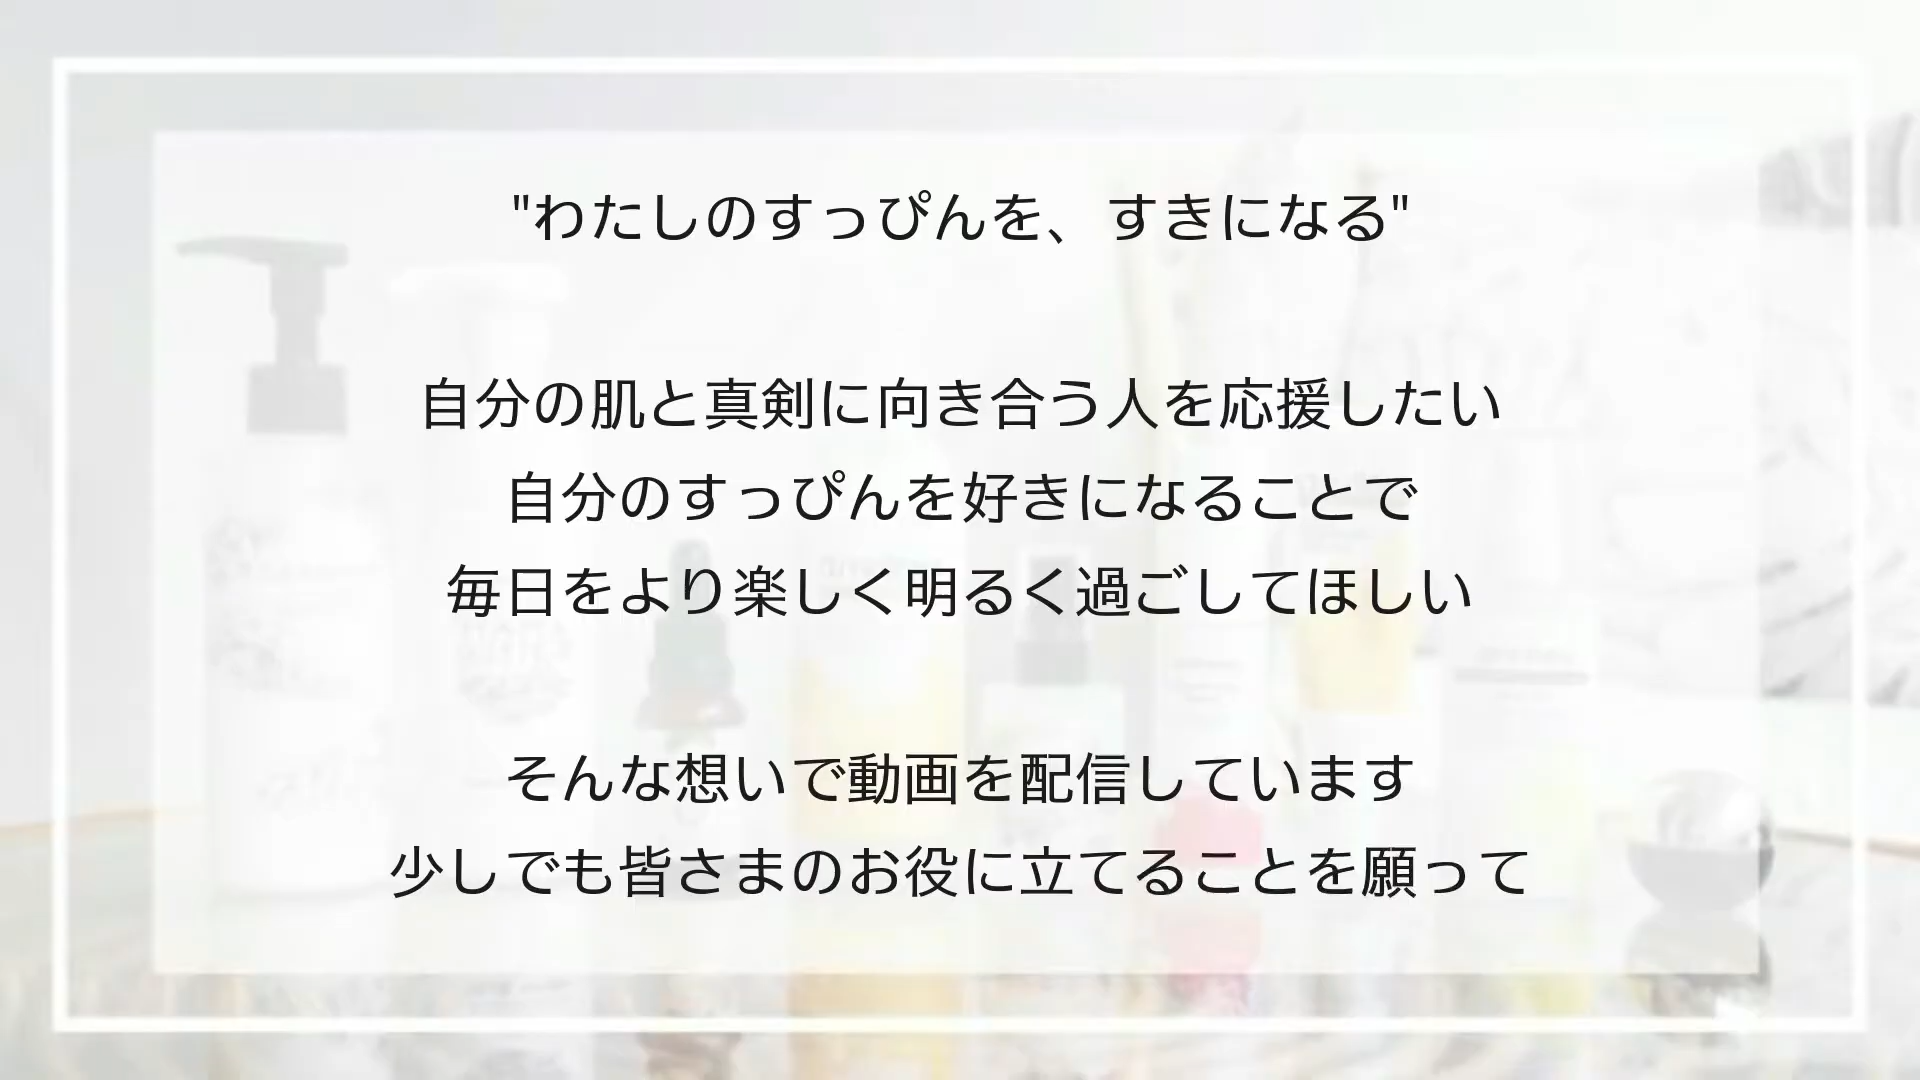 "わたしのすっぴんを、すきになる"
自分の肌と真剣に向き合う人を応援したい
自分のすっぴんを好きになることで
毎日をより楽しく明るく過ごしてほしい
そんな想いで動画を配信しています
少しでも皆さまのお役に立てることを願って